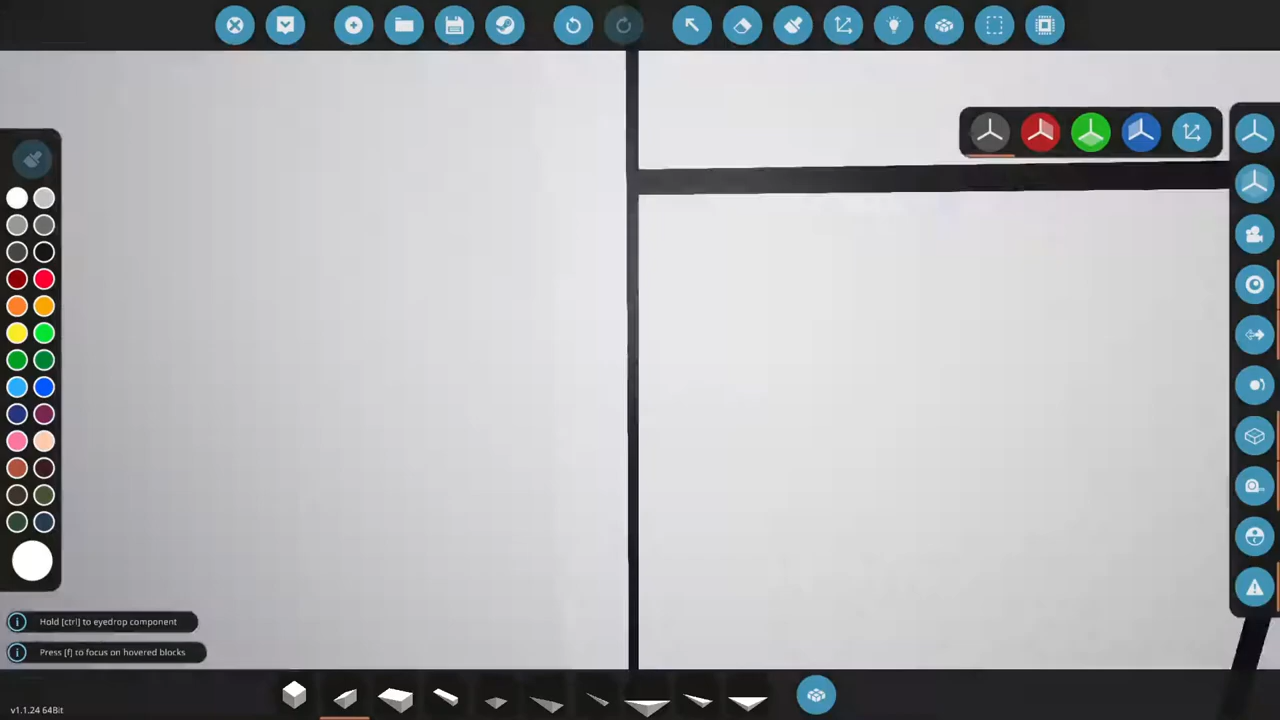 Hold [ctrl] to eyedrop component
Press [f] to focus on hovered blocks
v1.1.24 64Bit